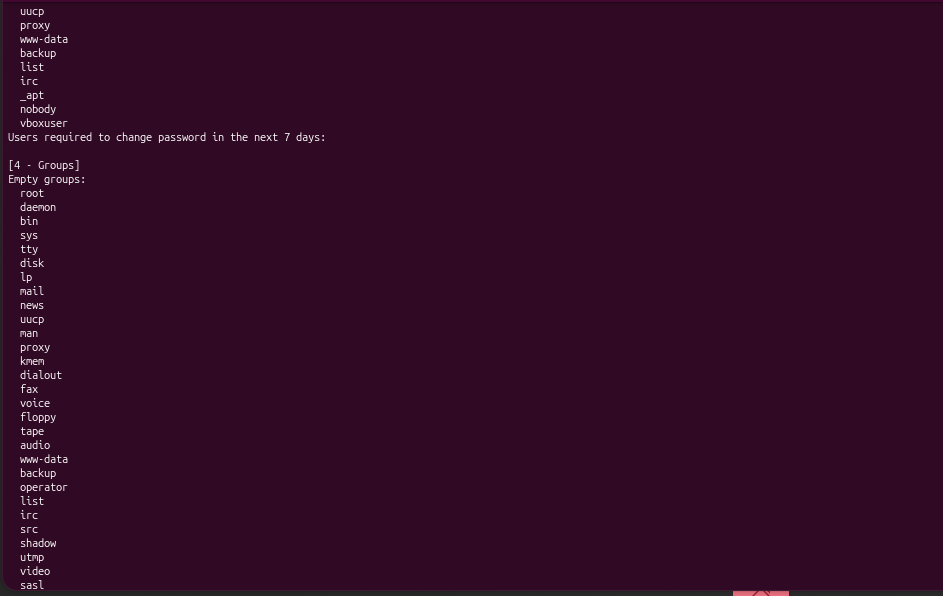 uucp
proxy
www-data
backup
list
irc
_apt
nobody
vboxuser
Users required to change password in the next 7 days:
[4 - Groups]
Empty groups:
root
daemon
bin
sys
tty
disk
lp
mail
news
uucp
man
proxy
kmem
dialout
fax
voice
floppy
tape
audio
www-data
backup
operator
list
irc
src
shadow
utmp
video
sasl